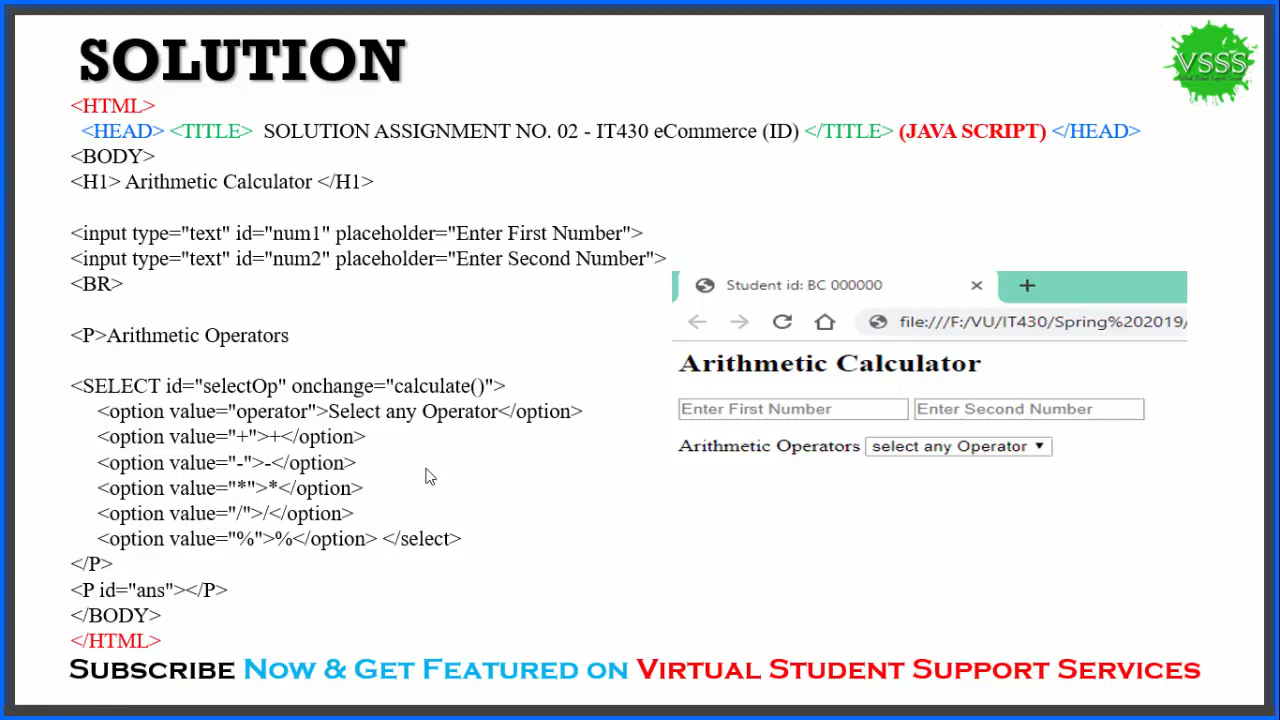 SOLUTION
VSSS
<HTML>
<HEAD> <TITLE> SOLUTION ASSIGNMENT NO. 02 - IT430 eCommerce (ID) </TITLE> (JAVA SCRIPT) </HEAD>
<BODY>
<H1> Arithmetic Calculator </H1>
<input type="text" id="num1" placeholder="Enter First Number">
<input type="text" id="num2" placeholder="Enter Second Number">
<BR>
<P>Arithmetic Operators
<SELECT id="selectOp" onchange="calculate()">
<option value="operator">Select any Operator</option>
<option value="+">+</option>
<option value="-">-</option>
<option value="*">*</option>
<option value="/">/</option>
<option value="%">%</option> </select>
</P>
<P id="ans"></P>
</BODY>
</HTML>
Student id: BC 000000
file:///F:/VU/IT430/Spring%202019/
Arithmetic Calculator
Enter First Number Enter Second Number
Arithmetic Operators select any Operator
SUBSCRIBE NOW & GET FEATURED ON VIRTUAL STUDENT SUPPORT SERVICES